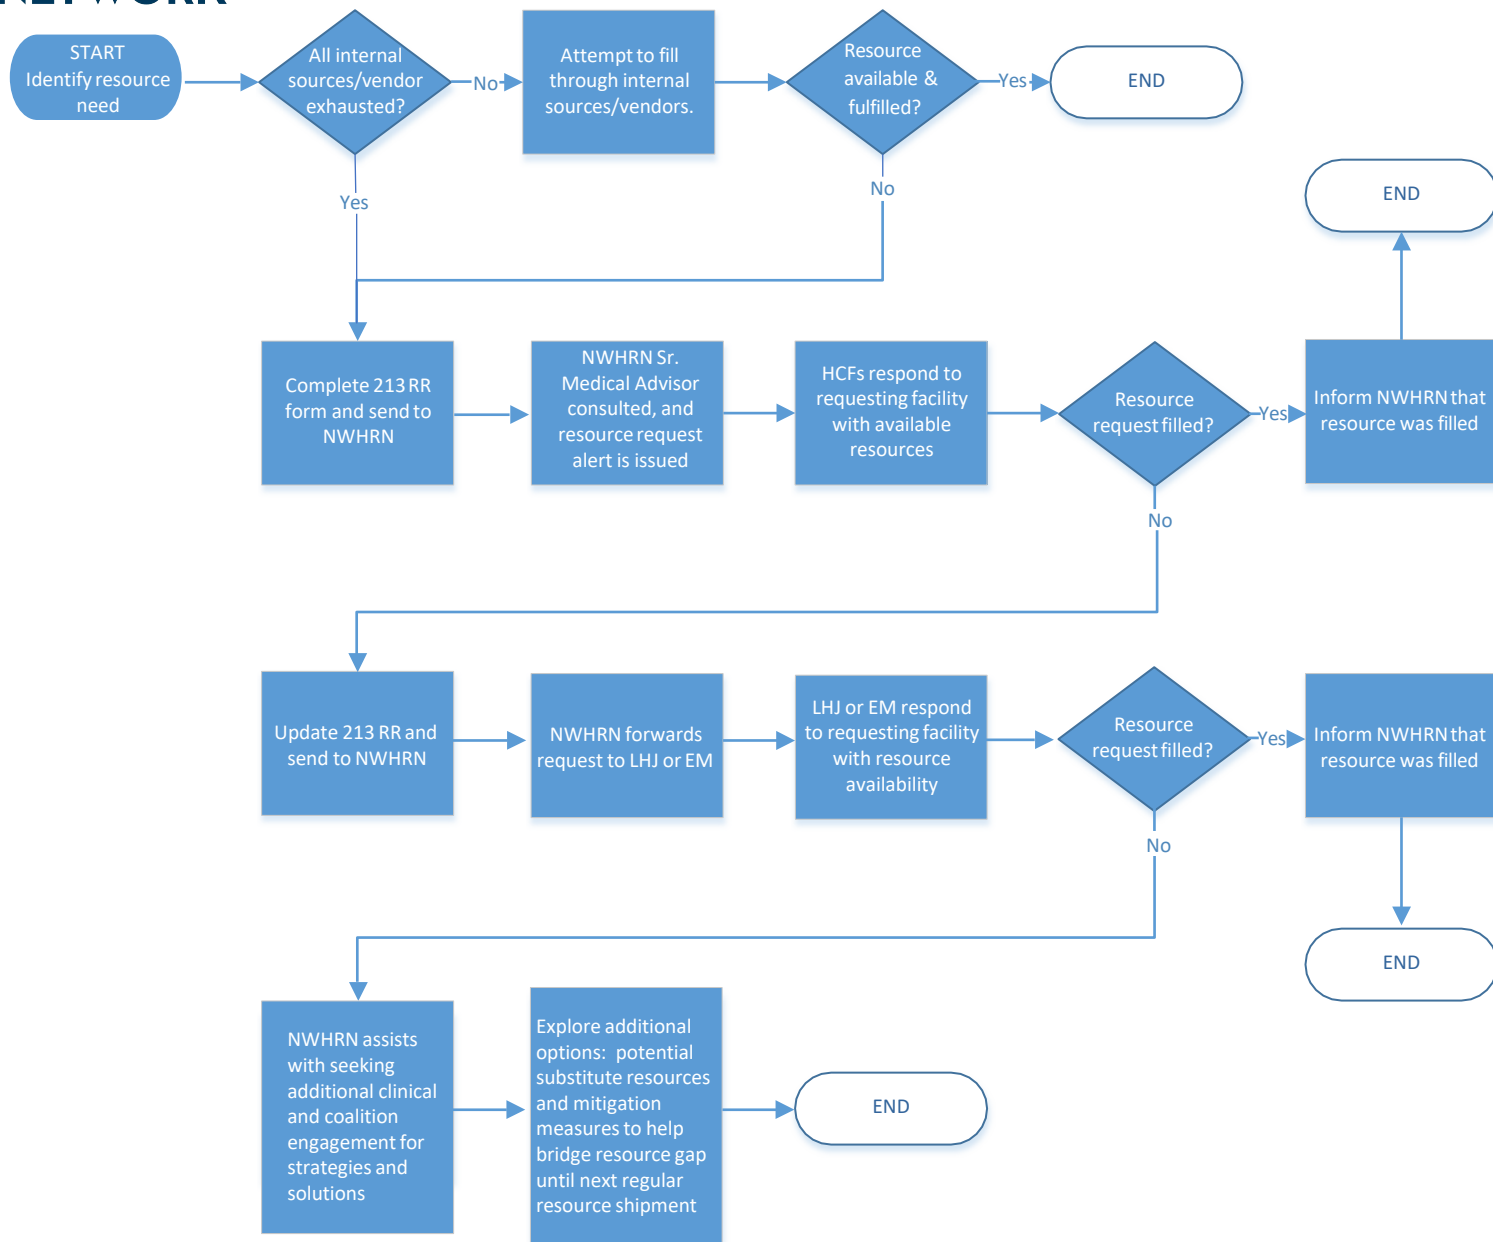 NETWORK
START
Identify resource
need
All internal
sources/vendor
exhausted?
No
Attempt to fill
through internal
sources/vendors.
Resource
available &
fulfilled?
Yes
END
Yes
No
END
Complete 213 RR
form and send to
NWHRN
NWHRN Sr.
Medical Advisor
consulted, and
resource request
alert is issued
HCFs respond to
requesting facility
with available
resources
Resource
request filled?
Yes
Inform NWHRN that
resource was filled
No
Update 213 RR and
send to NWHRN
NWHRN forwards
request to LHJ or EM
LHJ or EM respond
to requesting facility
with resource
availability
Resource
request filled?
Yes
Inform NWHRN that
resource was filled
No
END
NWHRN assists
with seeking
additional clinical
and coalition
engagement for
strategies and
solutions
Explore additional
options:  potential
substitute resources
and mitigation
measures to help
bridge resource gap
until next regular
resource shipment
END